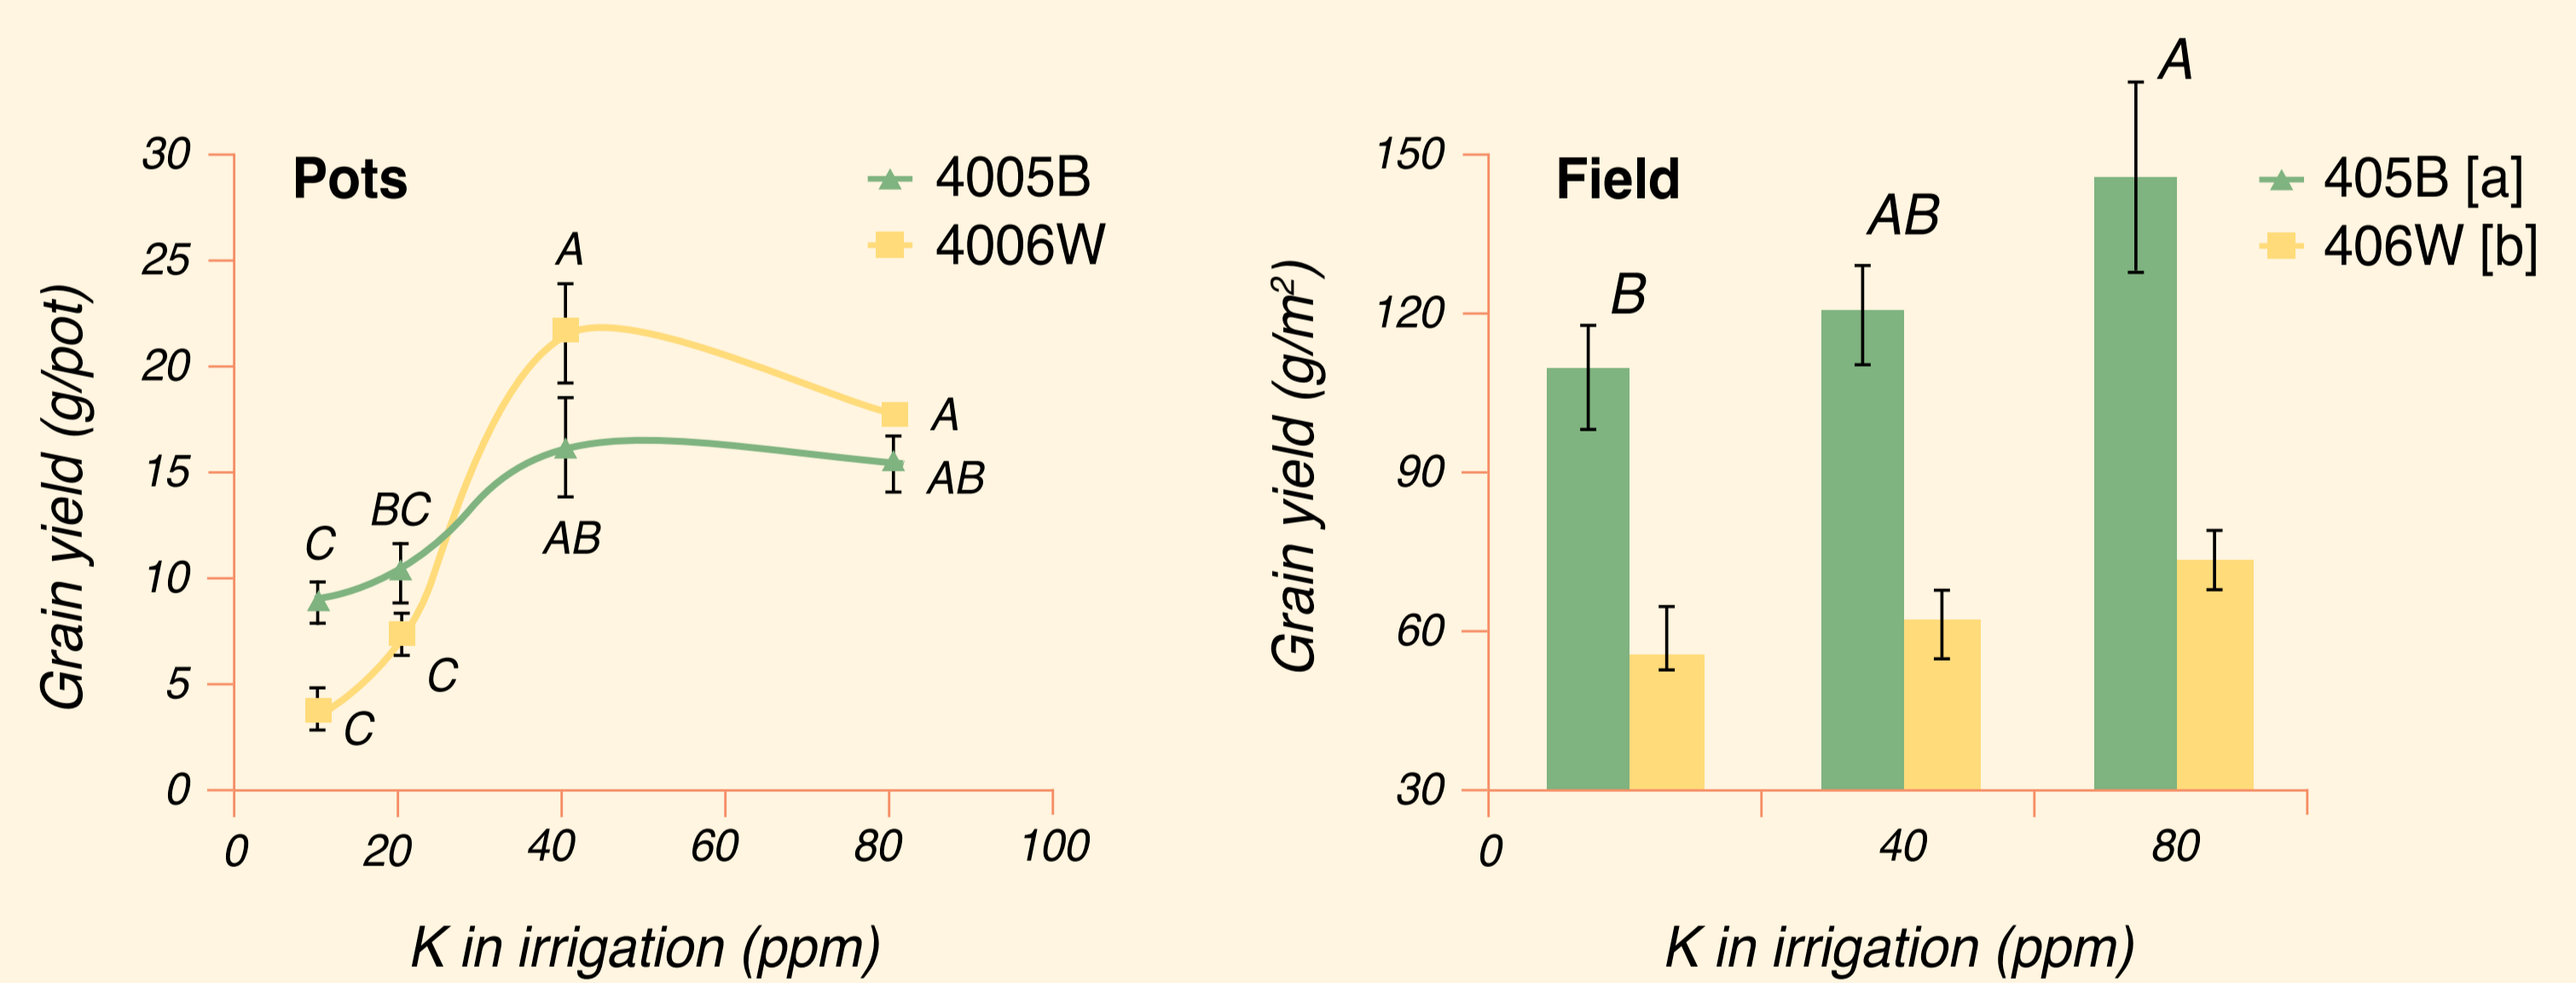 Pots
4005B
4006W
Grain yield (g/pot)
30
25
20
15
10
5
0
A
A
AB
BC
C
AB
C
C
0 20 40 60 80 100
K in irrigation (ppm)
Field
405B [a]
406W [b]
Grain yield (g/m²)
150
120
90
60
30
A
AB
B
0 40 80
K in irrigation (ppm)